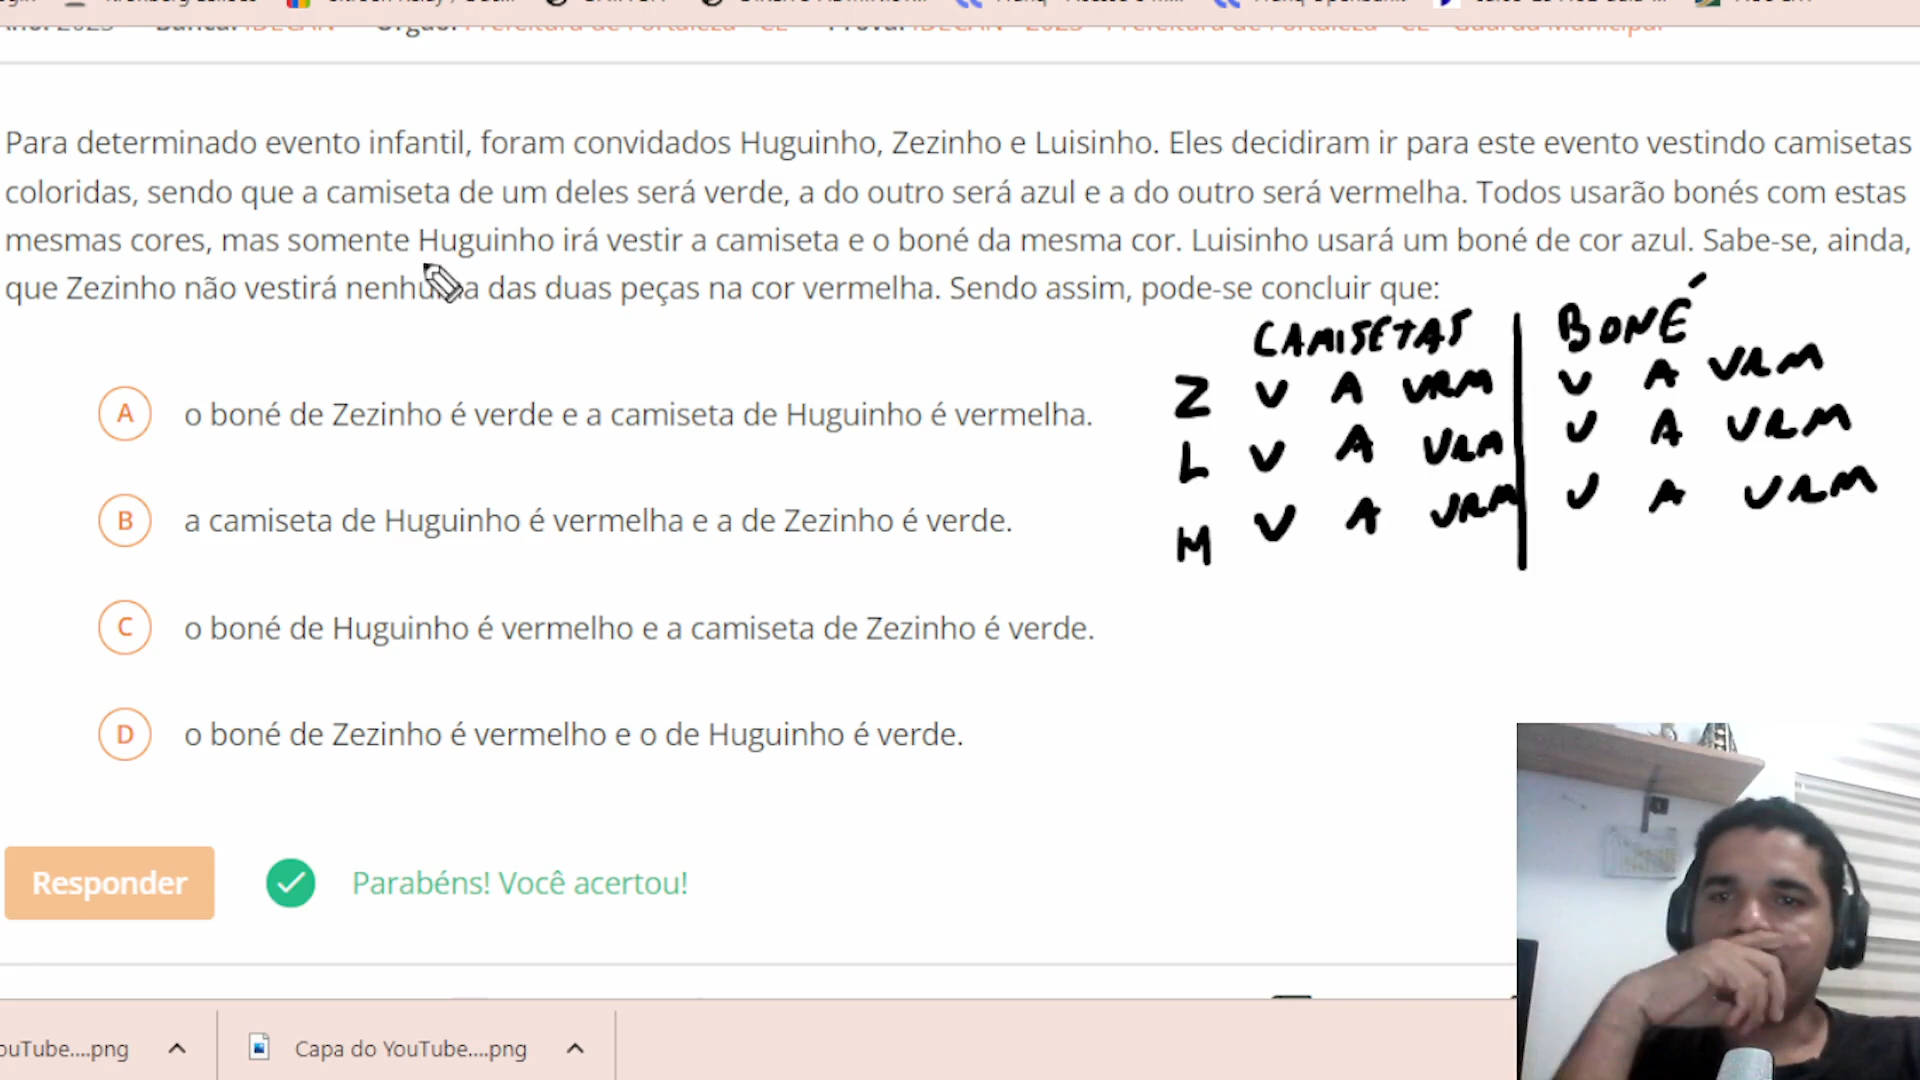 Para determinado evento infantil, foram convidados Huguinho, Zezinho e Luisinho. Eles decidiram ir para este evento vestindo camisetas
coloridas, sendo que a camiseta de um deles será verde, a do outro será azul e a do outro será vermelha. Todos usarão bonés com estas
mesmas cores, mas somente Huguinho irá vestir a camiseta e o boné da mesma cor. Luisinho usará um boné de cor azul. Sabe-se, ainda,
que Zezinho não vestirá nenhuma das duas peças na cor vermelha. Sendo assim, pode-se concluir que:
CAMISETAS BONÉ
Z V A VRM V A VRM
L V A VRM V A VRM
M V A VRM V A VRM
A o boné de Zezinho é verde e a camiseta de Huguinho é vermelha.
B a camiseta de Huguinho é vermelha e a de Zezinho é verde.
C o boné de Huguinho é vermelho e a camiseta de Zezinho é verde.
D o boné de Zezinho é vermelho e o de Huguinho é verde.
Responder Parabéns! Você acertou!
ouTube....png Capa do YouTube....png